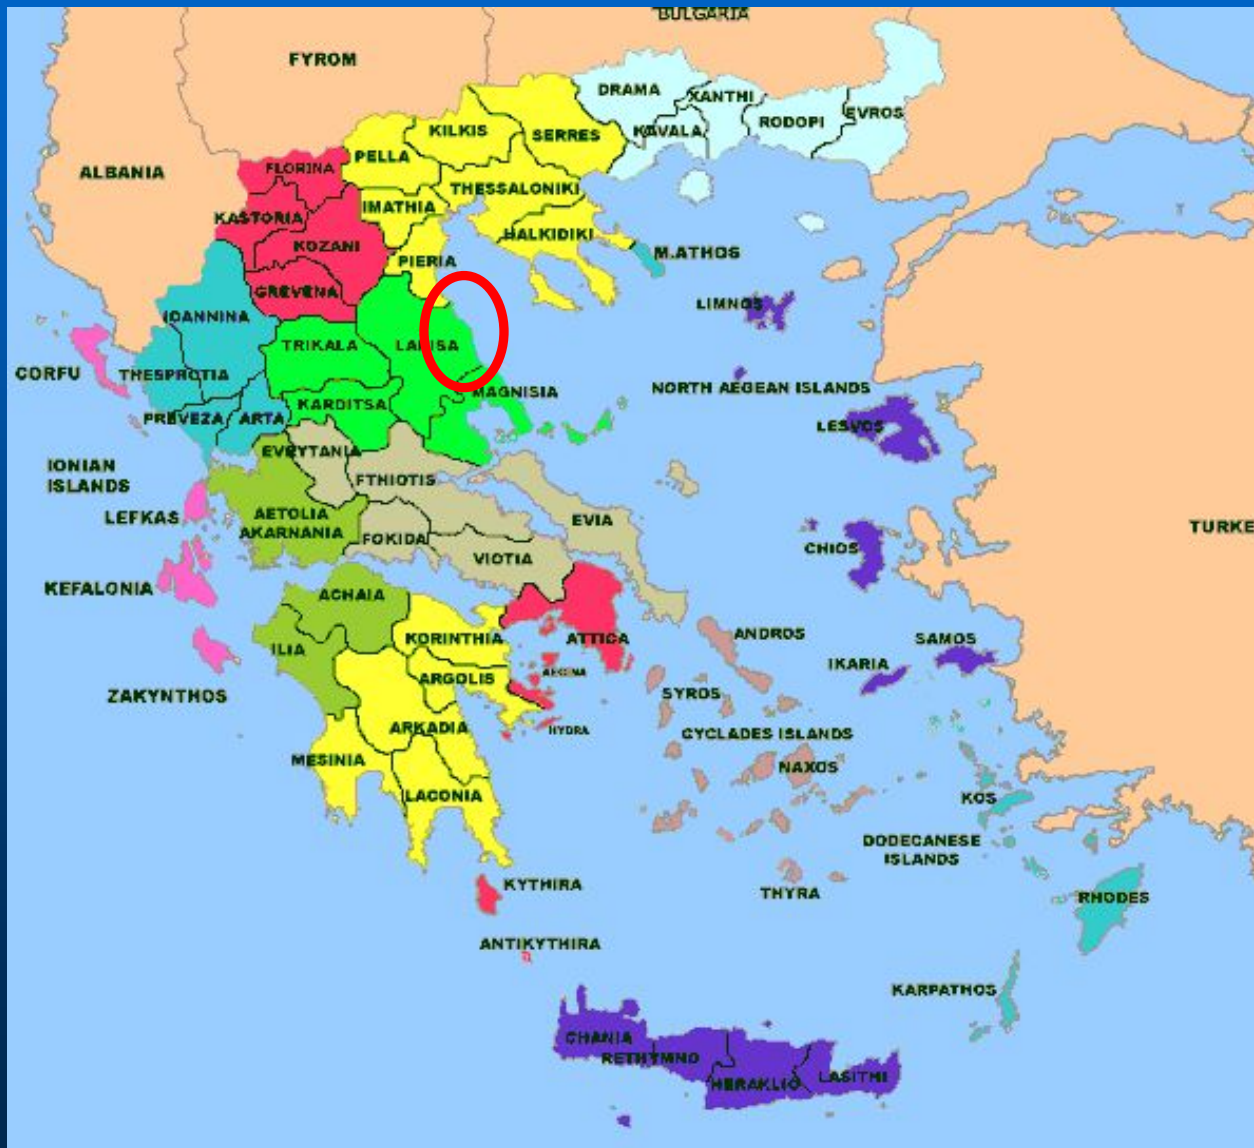 BULGARIA
FYROM
DRAMA
XANTHI
RODOPI
EVROS
KAVALA
KILKIS
SERRES
PELLA
ALBANIA
FLORINA
THESSALONIKI
IMATHIA
KASTORIA
KOZANI
HALKIDIKI
M.ATHOS
PIERIA
GREVENA
LIMNOS
IOANNINA
TRIKALA
LARISA
CORFU
THESPROTIA
NORTH AEGEAN ISLANDS
MAGNISIA
KARDITSA
PREVEZA
ARTA
LESVOS
EVRYTANIA
IONIAN
ISLANDS
FTHIOTIS
LEFKAS
AETOLIA
AKARNANIA
EVIA
TURKE
FOKIDA
CHIOS
VIOTIA
KEFALONIA
ACHAIA
KORINTHIA
ATTICA
ANDROS
SAMOS
ILIA
IKARIA
AEGINA
ARGOLIS
ZAKYNTHOS
SYROS
ARKADIA
HYDRA
CYCLADES ISLANDS
MESINIA
NAXOS
LACONIA
KOS
DODECANESE
ISLANDS
KYTHIRA
THYRA
RHODES
ANTIKYTHIRA
KARPATHOS
CHANIA
RETHYMNO
HERAKLIO
LASITHI